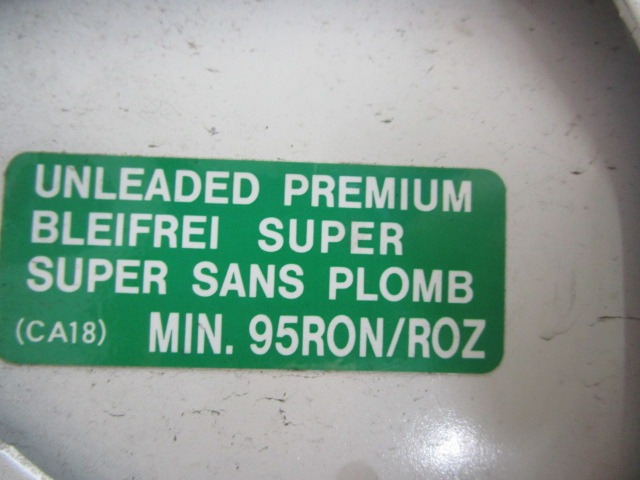 UNLEADED PREMIUM
BLEIFREI SUPER
SUPER SANS PLOMB
(CA18) MIN. 95RON/ROZ